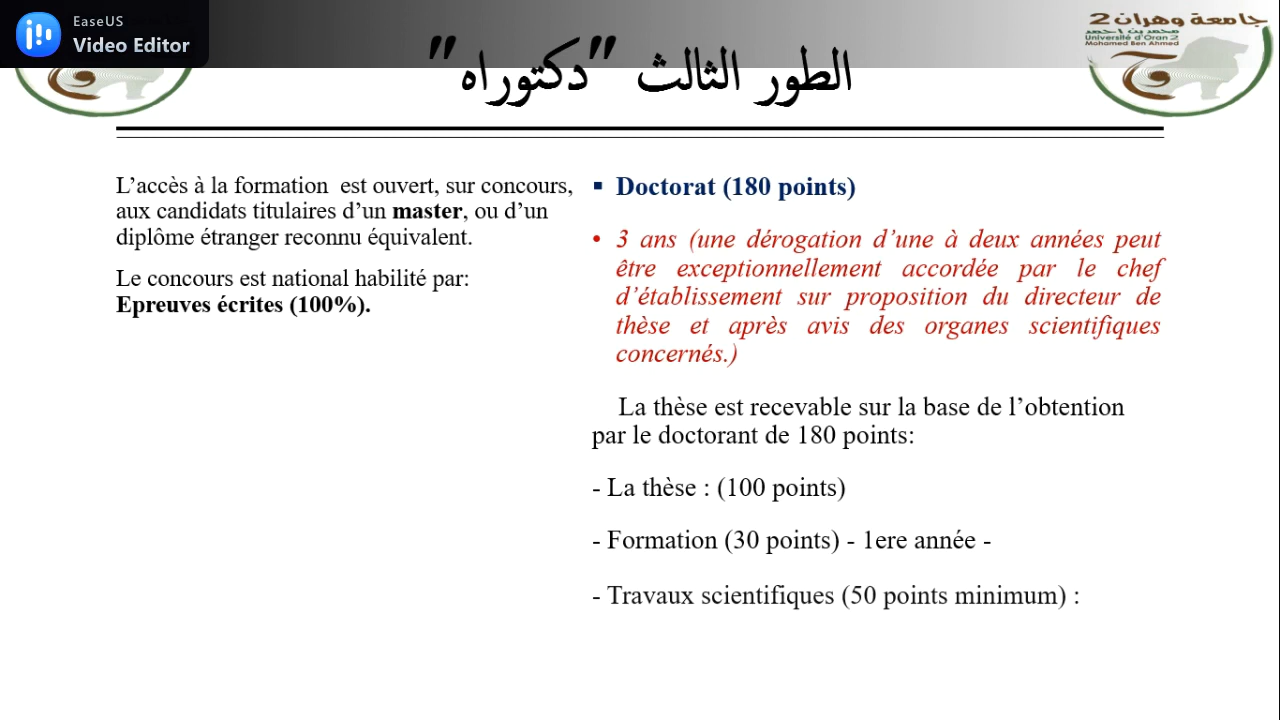 EaseUS
Video Editor
جامعة وهران 2
محمد بن احمد
Université d'Oran 2
Mohamed Ben Ahmed
الطور الثالث "دكتوراه"
L’accès à la formation est ouvert, sur concours,
aux candidats titulaires d’un master, ou d’un
diplôme étranger reconnu équivalent.
Le concours est national habilité par:
Epreuves écrites (100%).
▪ Doctorat (180 points)
• 3 ans (une dérogation d’une à deux années peut
être exceptionnellement accordée par le chef
d’établissement sur proposition du directeur de
thèse et après avis des organes scientifiques
concernés.)
La thèse est recevable sur la base de l’obtention
par le doctorant de 180 points:
- La thèse : (100 points)
- Formation (30 points) - 1ere année -
- Travaux scientifiques (50 points minimum) :